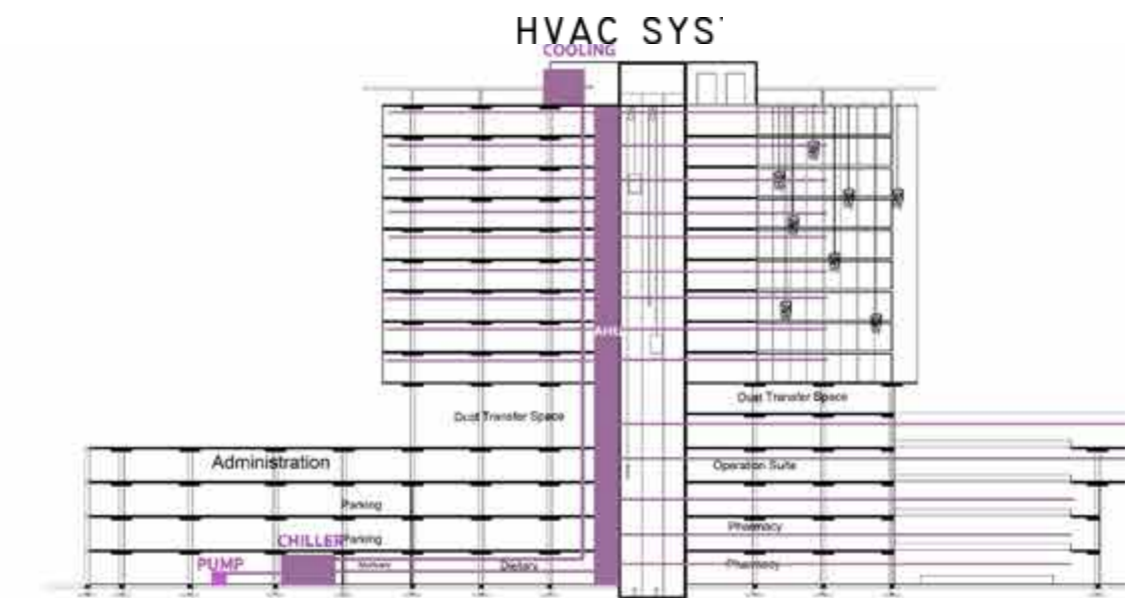 HVAC SYS
COOLING
AHU
Duct Transfer Space
Duct Transfer Space
Administration
Operation Suite
Parking
Pharmacy
CHILLER
Parking
PUMP
Dietary
Pharmacy